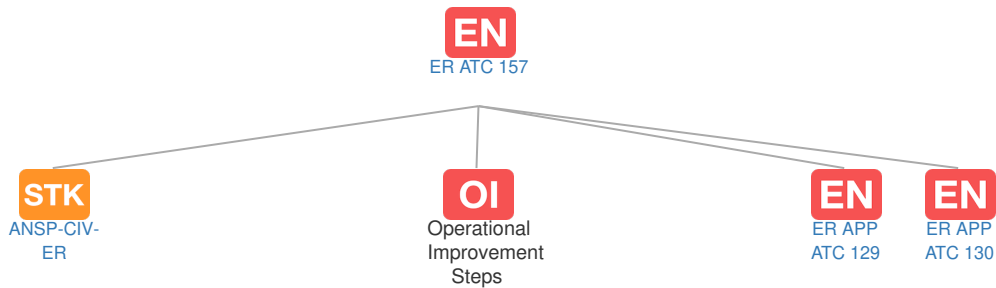 EN
ER ATC 157
STK
ANSP-CIV-
ER
OI
Operational
Improvement
Steps
EN
ER APP
ATC 129
EN
ER APP
ATC 130